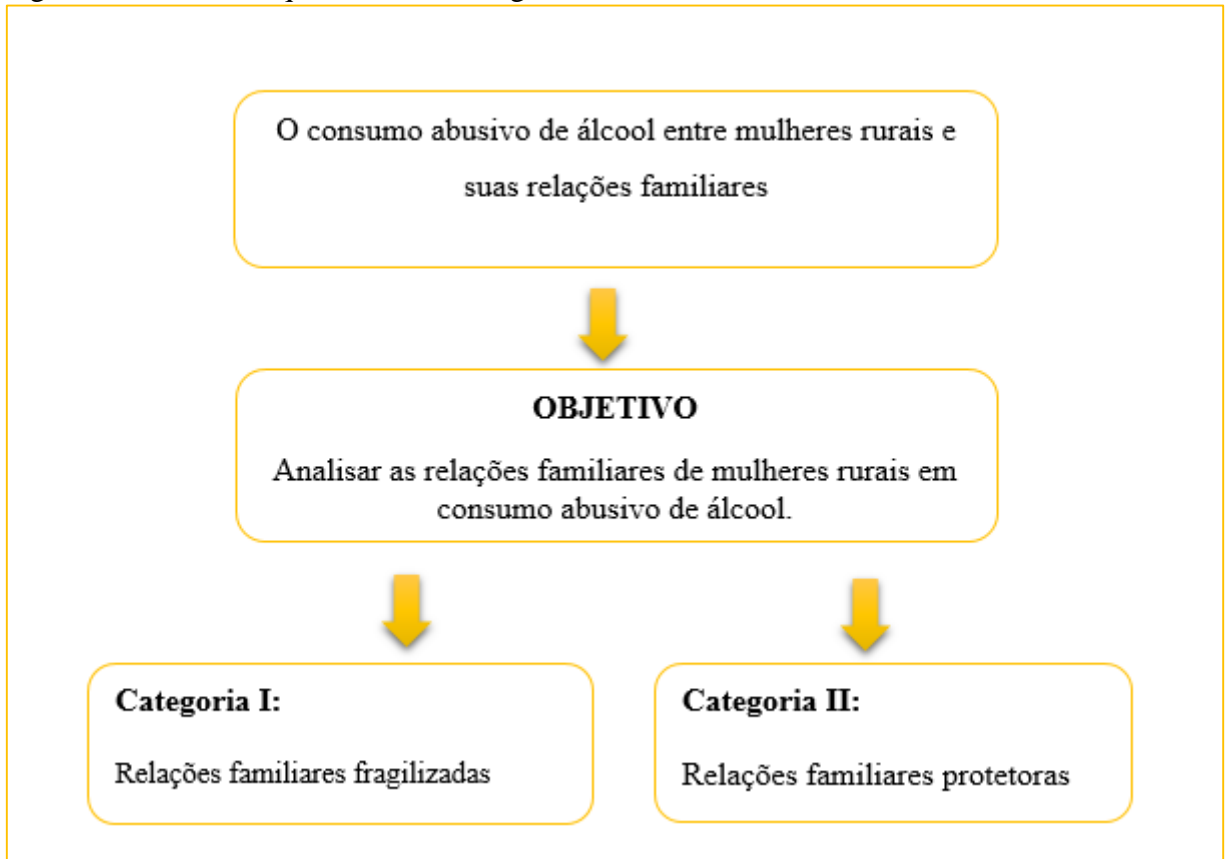 O consumo abusivo de álcool entre mulheres rurais e
suas relações familiares
OBJETIVO
Analisar as relações familiares de mulheres rurais em
consumo abusivo de álcool.
Categoria I:
Relações familiares fragilizadas
Categoria II:
Relações familiares protetoras